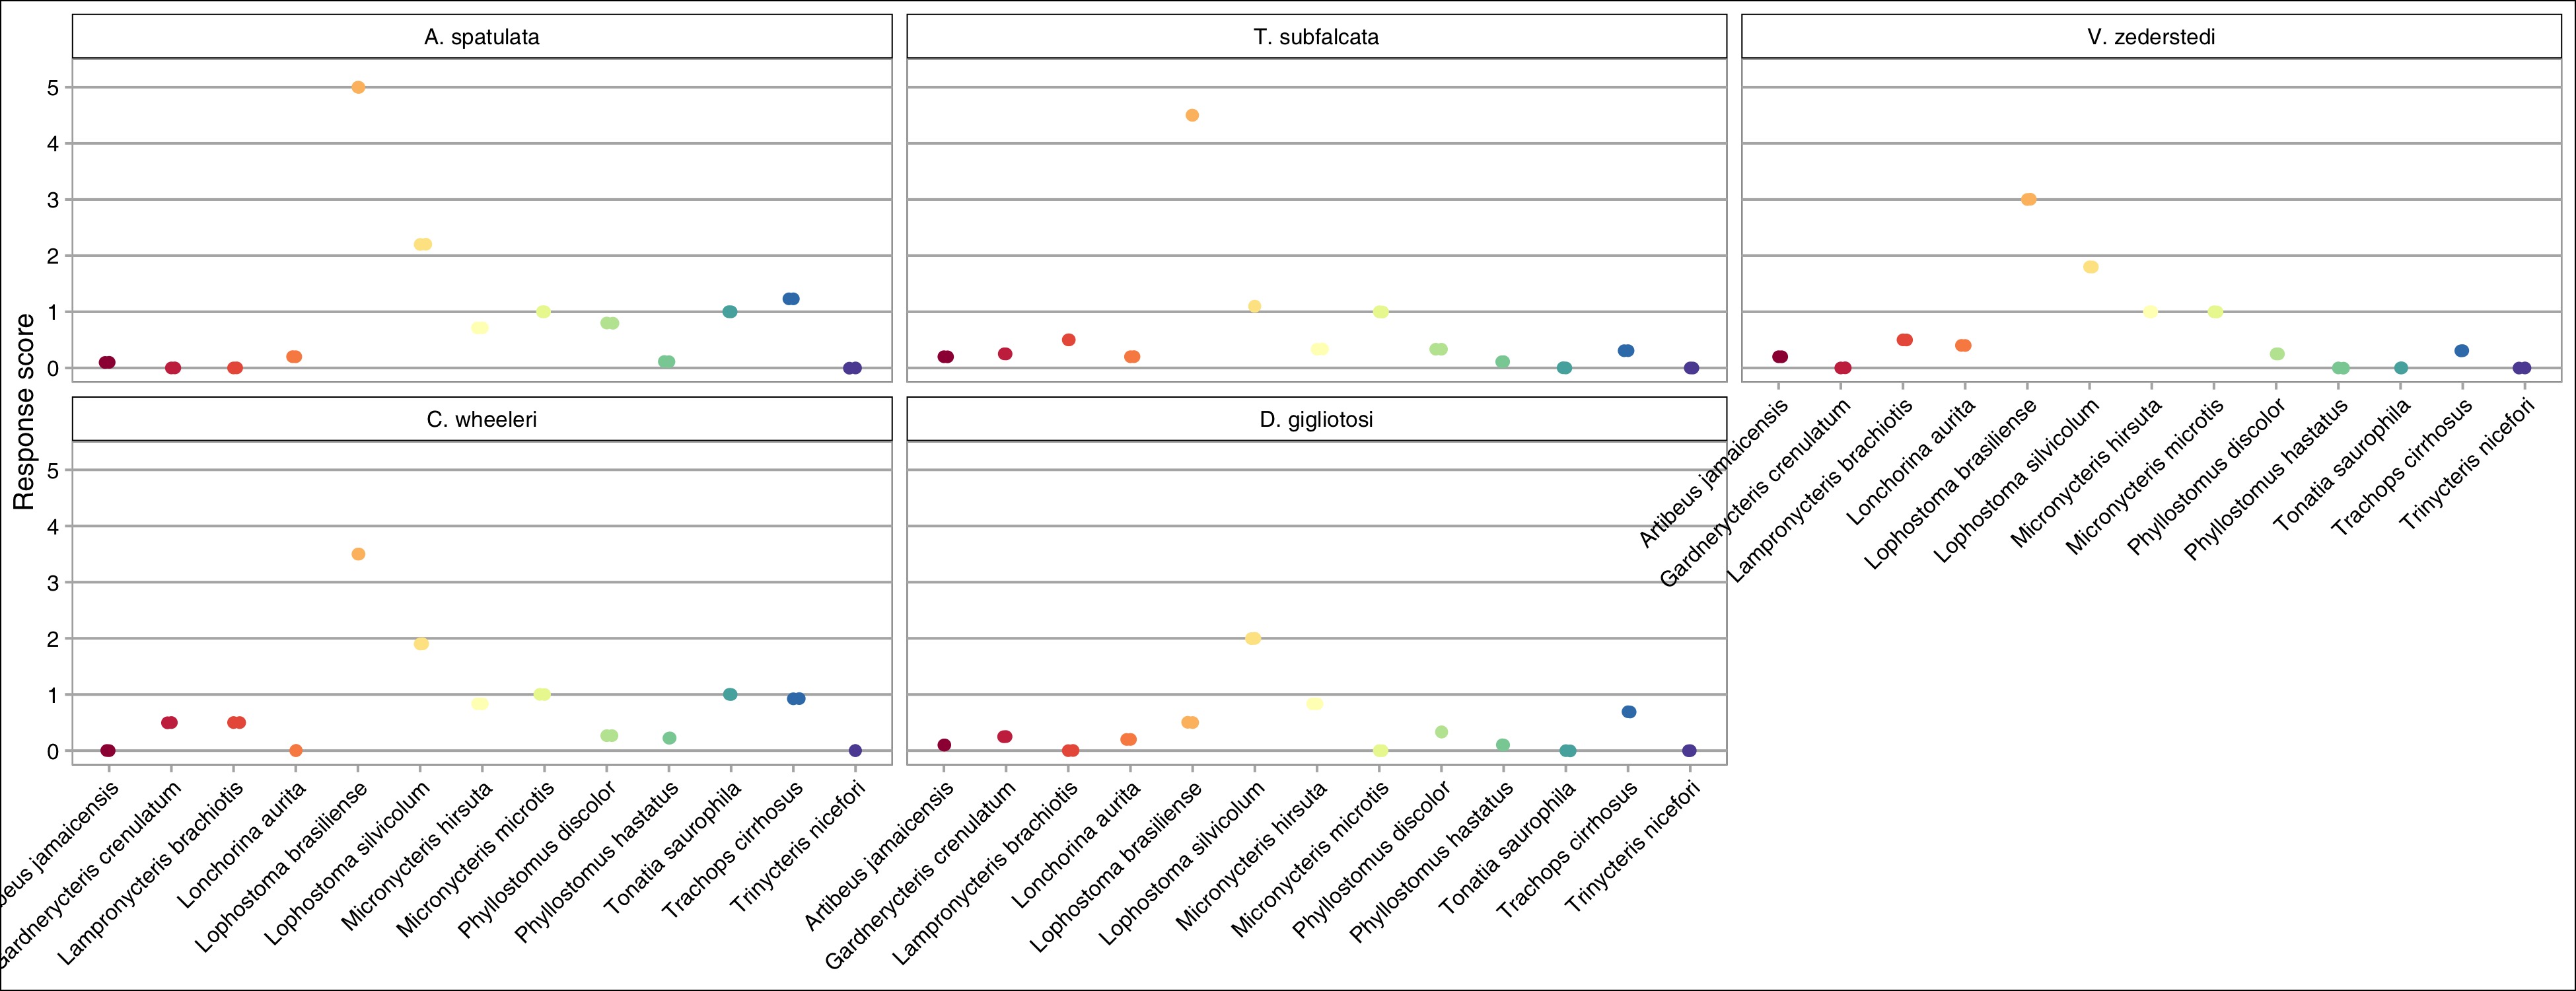 A. spatulata
T. subfalcata
V. zederstedi
5
4
3
2
1
0
Response score
C. wheeleri
D. gigliotosi
Artibeus jamaicensis
Gardnerycteris crenulatum
Lampronycteris brachiotis
Lonchorina aurita
Lophostoma brasiliense
Lophostoma silvicolum
Micronycteris hirsuta
Micronycteris microtis
Phyllostomus discolor
Phyllostomus hastatus
Tonatia saurophila
Trachops cirrhosus
Trinycteris nicefori
5
4
3
2
1
0
beus jamaicensis
Gardnerycteris crenulatum
Lampronycteris brachiotis
Lonchorina aurita
Lophostoma brasiliense
Lophostoma silvicolum
Micronycteris hirsuta
Micronycteris microtis
Phyllostomus discolor
Phyllostomus hastatus
Tonatia saurophila
Trachops cirrhosus
Trinycteris nicefori
Artibeus jamaicensis
Gardnerycteris crenulatum
Lampronycteris brachiotis
Lonchorina aurita
Lophostoma brasiliense
Lophostoma silvicolum
Micronycteris hirsuta
Micronycteris microtis
Phyllostomus discolor
Phyllostomus hastatus
Tonatia saurophila
Trachops cirrhosus
Trinycteris nicefori